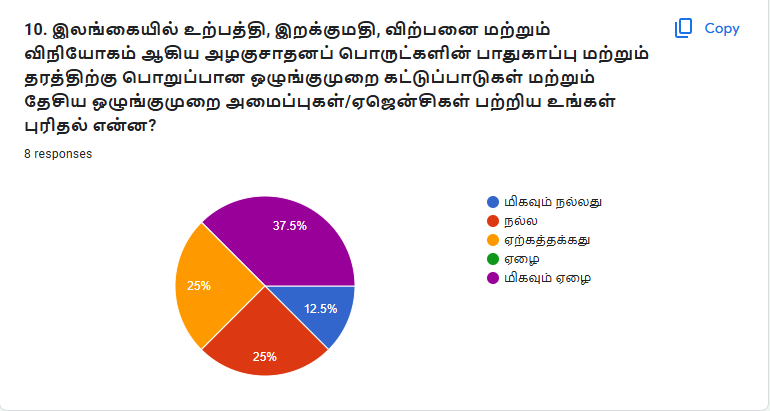 10. இலங்கையில் உற்பத்தி, இறக்குமதி, விற்பனை மற்றும்
விநியோகம் ஆகிய அழகுசாதனப் பொருட்களின் பாதுகாப்பு மற்றும்
தரத்திற்கு பொறுப்பான ஒழுங்குமுறை கட்டுப்பாடுகள் மற்றும்
தேசிய ஒழுங்குமுறை அமைப்புகள்/ஏஜென்சிகள் பற்றிய உங்கள்
புரிதல் என்ன?
Copy
8 responses
37.5%
25%
12.5%
25%
மிகவும் நல்லது
நல்ல
ஏற்கத்தக்கது
ஏழை
மிகவும் ஏழை